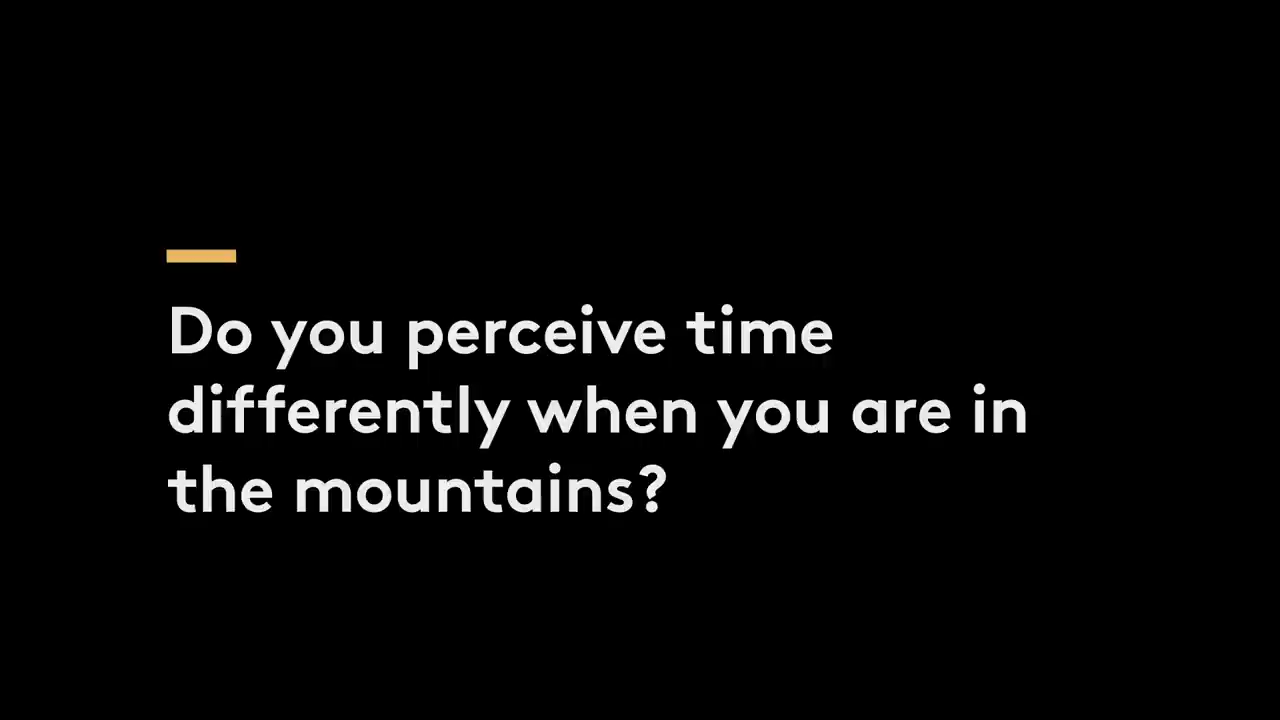 Do you perceive time
differently when you are in
the mountains?